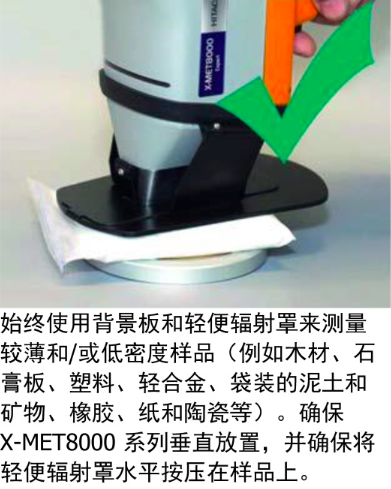 HITACHI
X-MET8000
Expert
始终使用背景板和轻便辐射罩来测量
较薄和/或低密度样品（例如木材、石
膏板、塑料、轻合金、袋装的泥土和
矿物、橡胶、纸和陶瓷等）。确保
X-MET8000 系列垂直放置，并确保将
轻便辐射罩水平按压在样品上。